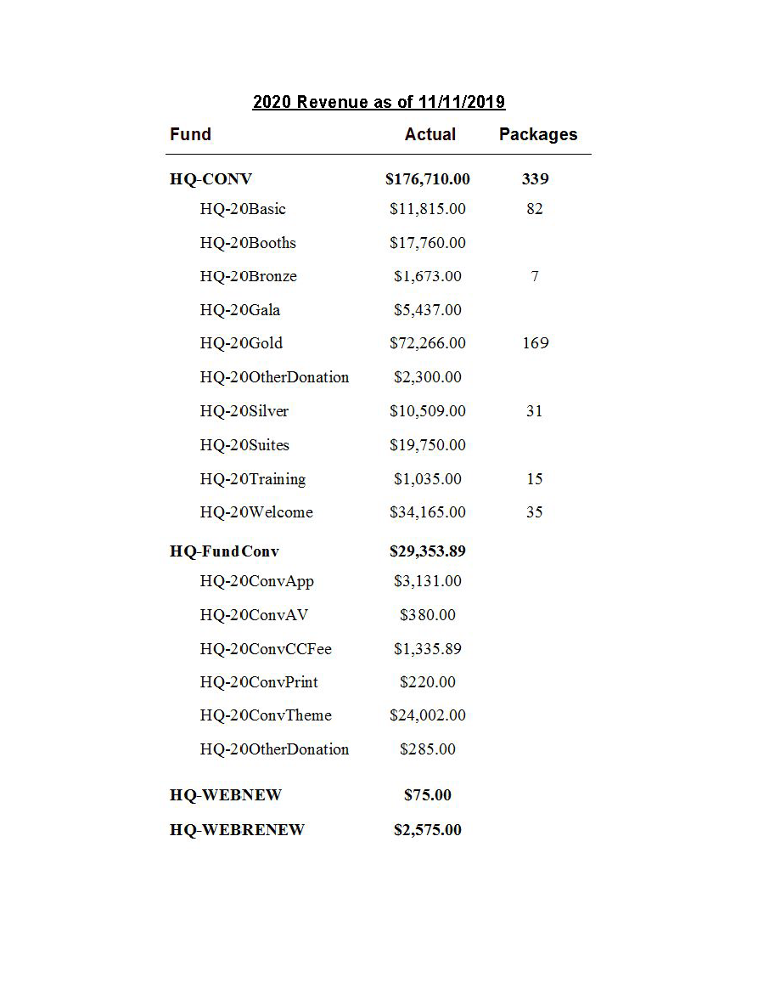 2020 Revenue as of 11/11/2019
Fund Actual Packages
HQ-CONV $176,710.00 339
HQ-20Basic $11,815.00 82
HQ-20Booths $17,760.00
HQ-20Bronze $1,673.00 7
HQ-20Gala $5,437.00
HQ-20Gold $72,266.00 169
HQ-20OtherDonation $2,300.00
HQ-20Silver $10,509.00 31
HQ-20Suites $19,750.00
HQ-20Training $1,035.00 15
HQ-20Welcome $34,165.00 35
HQ-FundConv $29,353.89
HQ-20ConvApp $3,131.00
HQ-20ConvAV $380.00
HQ-20ConvCCFee $1,335.89
HQ-20ConvPrint $220.00
HQ-20ConvTheme $24,002.00
HQ-20OtherDonation $285.00
HQ-WEBNEW $75.00
HQ-WEBRENEW $2,575.00